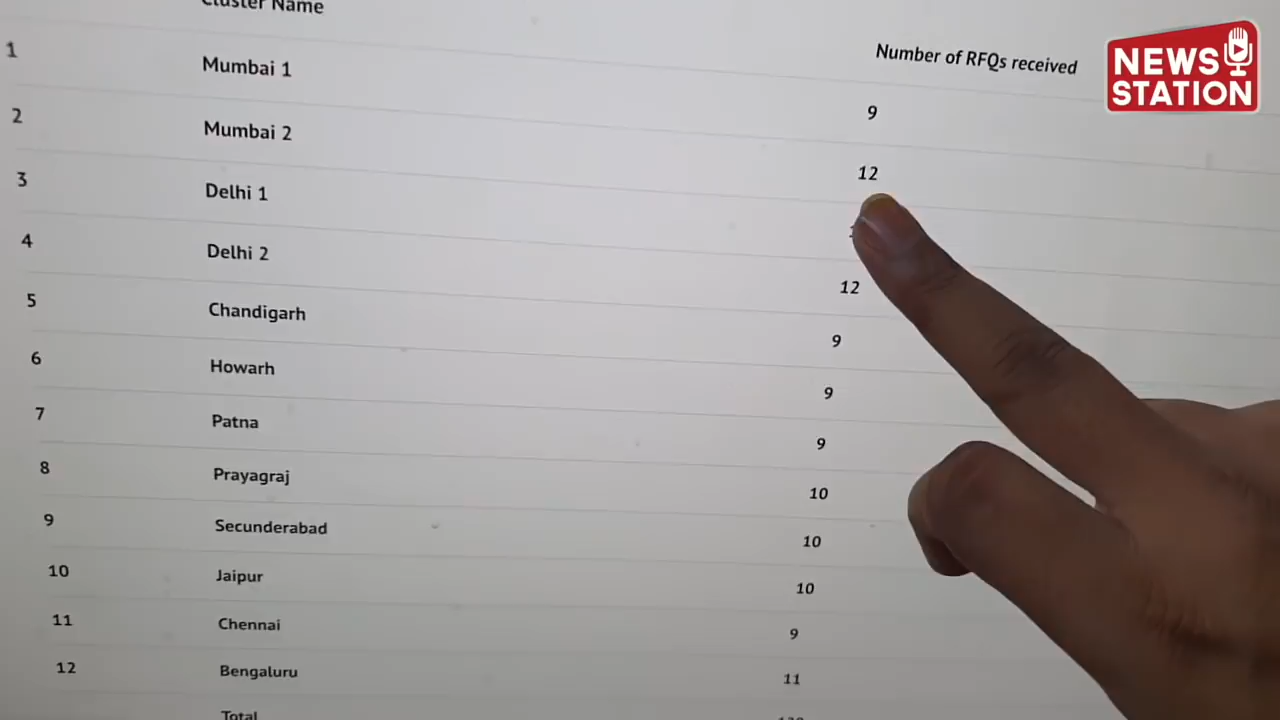 Cluster Name
Number of RFQs received
1 Mumbai 1 9
2 Mumbai 2 12
3 Delhi 1
4 Delhi 2 12
5 Chandigarh 9
6 Howarh 9
7 Patna 9
8 Prayagraj 10
9 Secunderabad 10
10 Jaipur 10
11 Chennai 9
12 Bengaluru 11
Total
NEWS
STATION